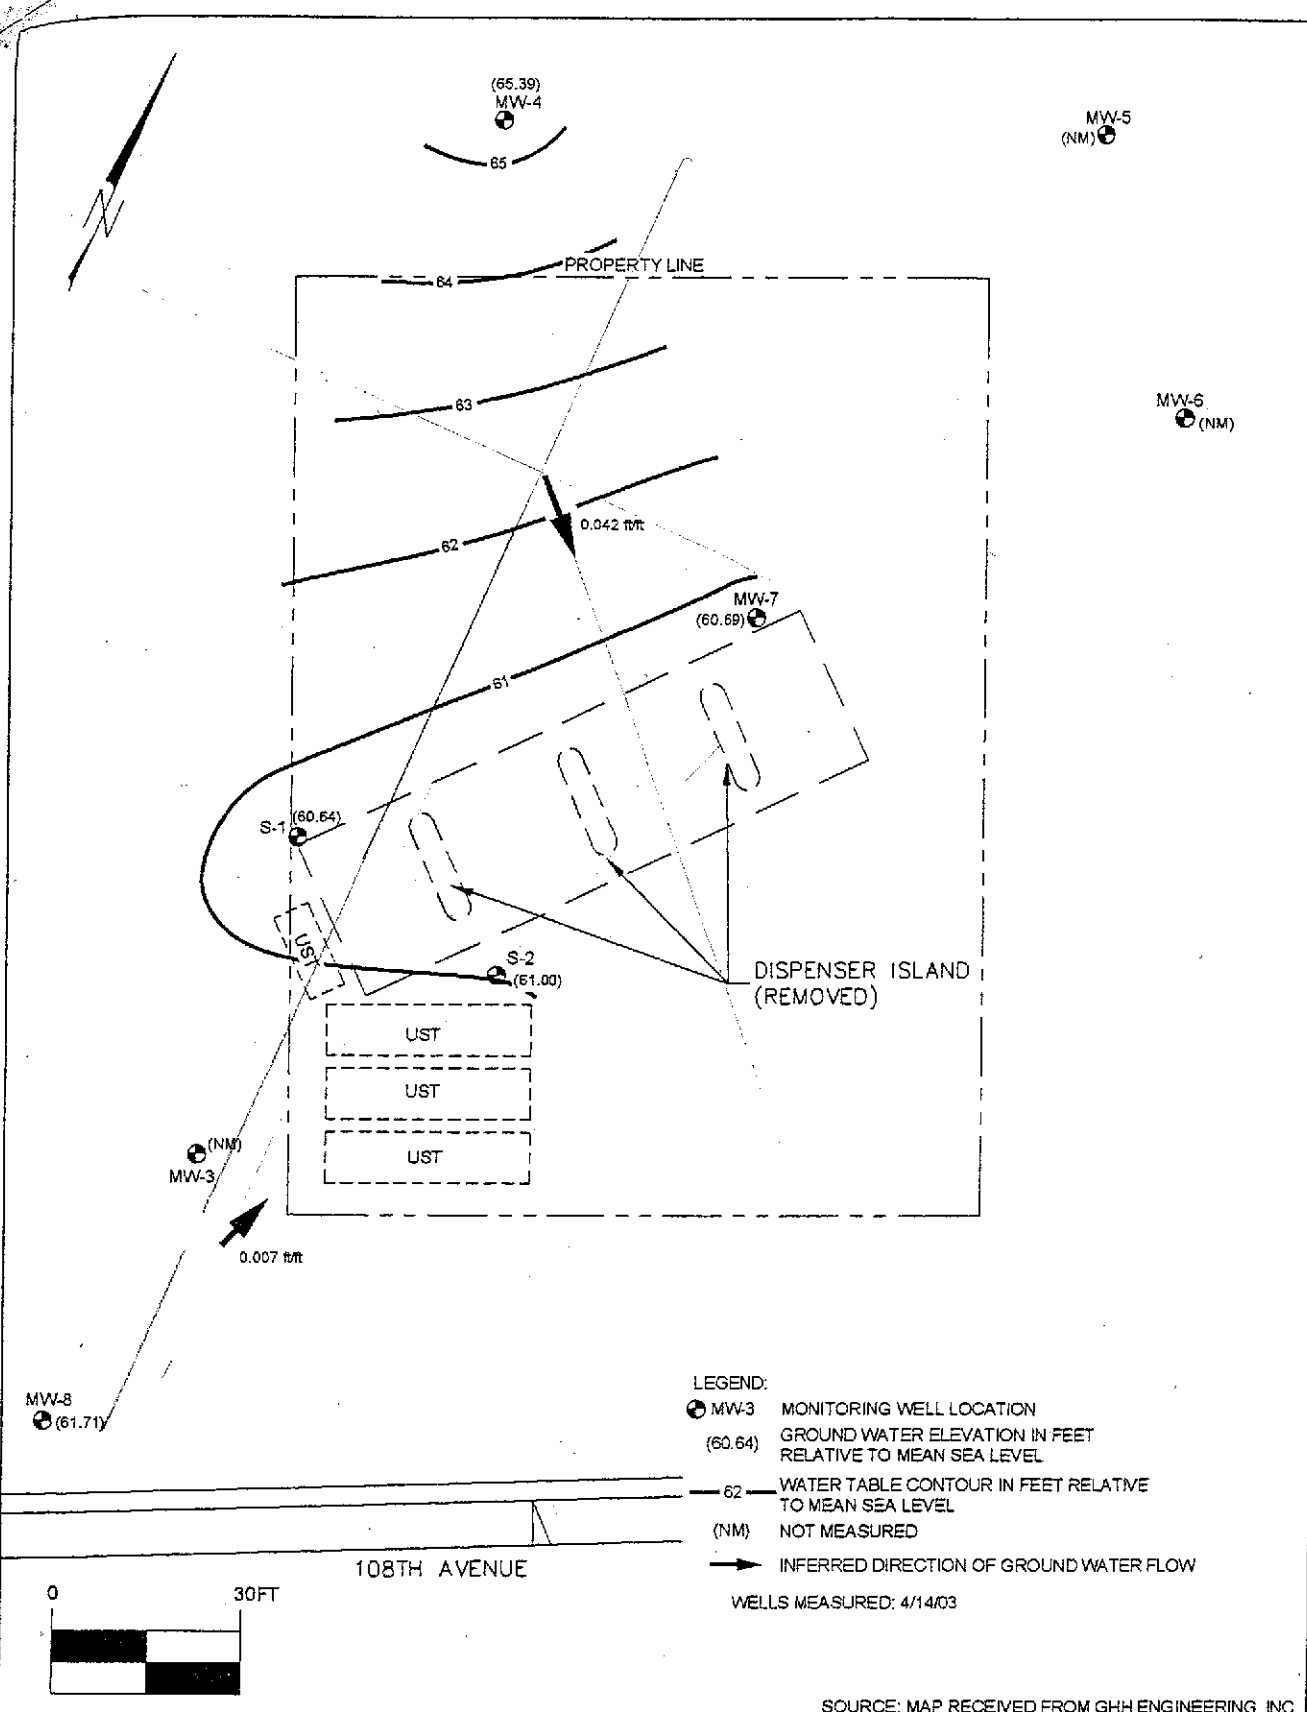 (65.39)
MW-4
MW-5
(NM)
65
N
PROPERTY LINE
64
MW-6
(NM)
63
0.042 ft/ft
62
MW-7
(60.69)
61
S-1 (60.64)
UST
S-2
(61.00)
DISPENSER ISLAND
(REMOVED)
UST
UST
UST
(NM)
MW-3
0.007 ft/ft
MW-8
(61.71)
LEGEND:
MW-3 MONITORING WELL LOCATION
(60.64) GROUND WATER ELEVATION IN FEET
RELATIVE TO MEAN SEA LEVEL
62 WATER TABLE CONTOUR IN FEET RELATIVE
TO MEAN SEA LEVEL
(NM) NOT MEASURED
INFERRED DIRECTION OF GROUND WATER FLOW
WELLS MEASURED: 4/14/03
108TH AVENUE
0 30FT
SOURCE: MAP RECEIVED FROM GHH ENGINEERING, INC